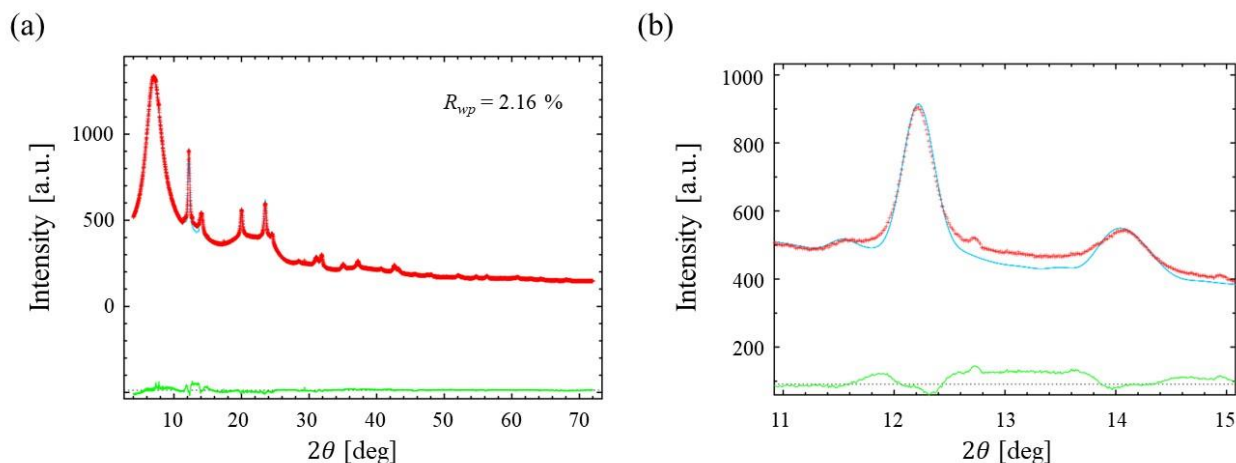 (a)
(b)
R_wp = 2.16 %
Intensity [a.u.]
1000
500
0
10 20 30 40 50 60 70
2θ [deg]
Intensity [a.u.]
1000
800
600
400
200
11 12 13 14 15
2θ [deg]